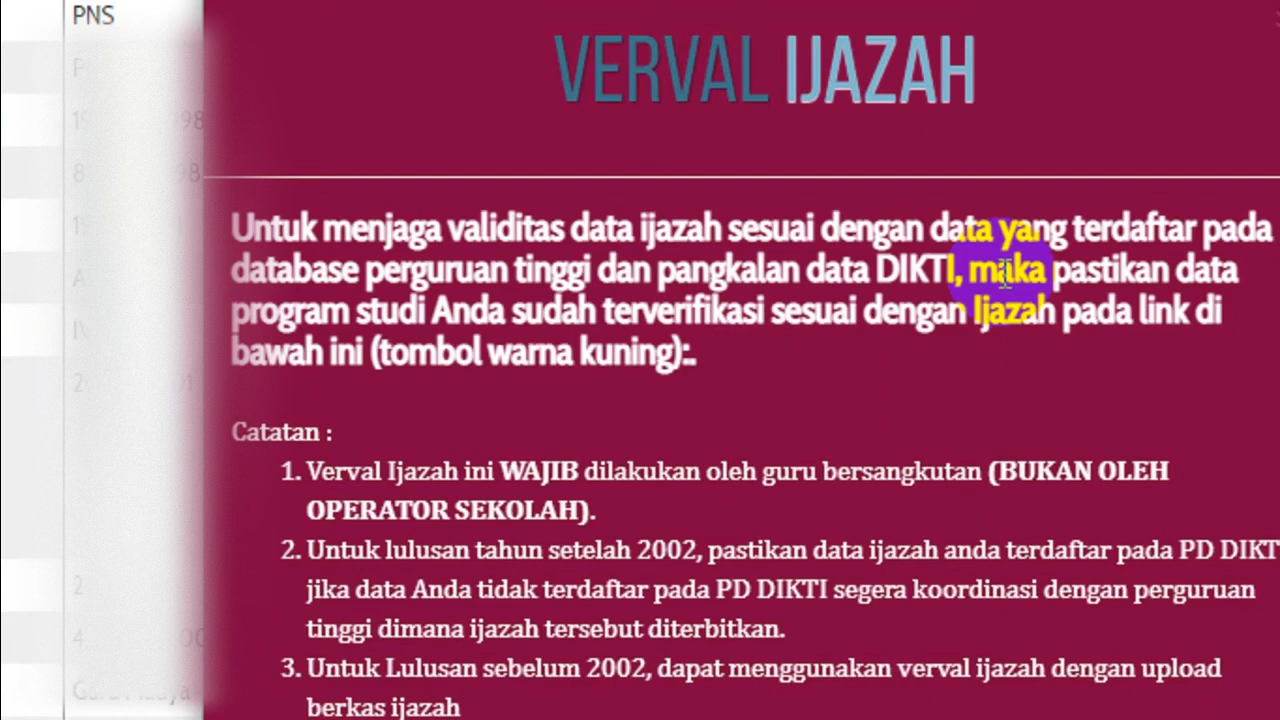 PNS
VERVAL IJAZAH
Untuk menjaga validitas data ijazah sesuai dengan data yang terdaftar pada
database perguruan tinggi dan pangkalan data DIKTI, maka pastikan data
program studi Anda sudah terverifikasi sesuai dengan Ijazah pada link di
bawah ini (tombol warna kuning):.
Catatan :
1. Verval Ijazah ini WAJIB dilakukan oleh guru bersangkutan (BUKAN OLEH
OPERATOR SEKOLAH).
2. Untuk lulusan tahun setelah 2002, pastikan data ijazah anda terdaftar pada PD DIKT
jika data Anda tidak terdaftar pada PD DIKTI segera koordinasi dengan perguruan
tinggi dimana ijazah tersebut diterbitkan.
3. Untuk Lulusan sebelum 2002, dapat menggunakan verval ijazah dengan upload
berkas ijazah